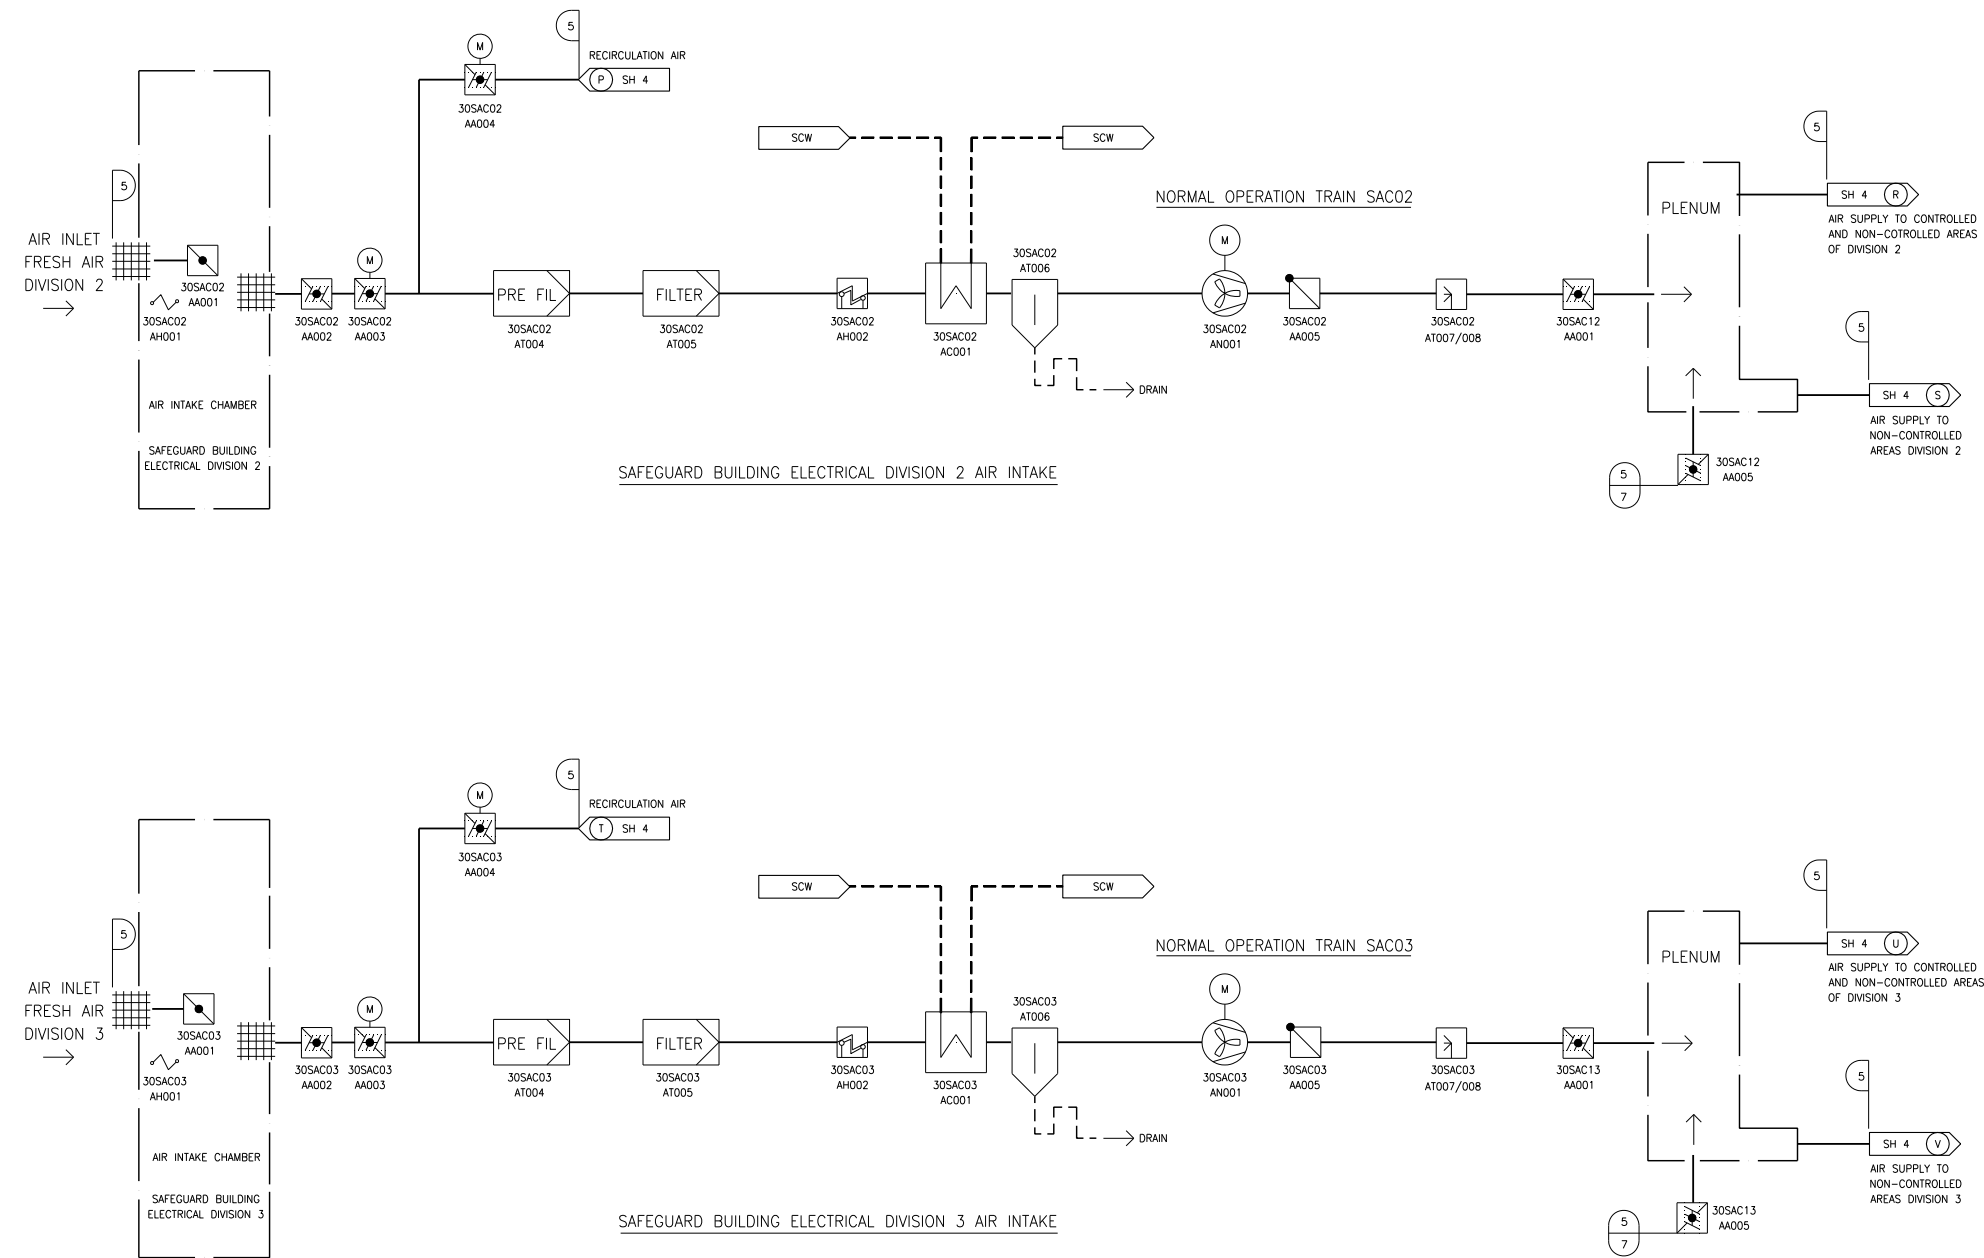 5
RECIRCULATION AIR
M
P SH 4
30SAC02
AA004
SCW
SCW
5
5
NORMAL OPERATION TRAIN SAC02
PLENUM
SH 4 R
AIR SUPPLY TO CONTROLLED
AND NON-COTROLLED AREAS
OF DIVISION 2
AIR INLET
FRESH AIR
DIVISION 2
30SAC02
AA001
30SAC02
AH001
M
30SAC02
AA002
30SAC02
AA003
PRE FIL
30SAC02
AT004
FILTER
30SAC02
AT005
30SAC02
AH002
30SAC02
AC001
30SAC02
AT006
DRAIN
M
30SAC02
AN001
30SAC02
AA005
30SAC02
AT007/008
30SAC12
AA001
5
SH 4 S
AIR SUPPLY TO
NON-CONTROLLED
AREAS DIVISION 2
AIR INTAKE CHAMBER
SAFEGUARD BUILDING
ELECTRICAL DIVISION 2
SAFEGUARD BUILDING ELECTRICAL DIVISION 2 AIR INTAKE
5
7
30SAC12
AA005
5
RECIRCULATION AIR
M
T SH 4
30SAC03
AA004
SCW
SCW
5
5
NORMAL OPERATION TRAIN SAC03
PLENUM
SH 4 U
AIR SUPPLY TO CONTROLLED
AND NON-CONTROLLED AREAS
OF DIVISION 3
AIR INLET
FRESH AIR
DIVISION 3
30SAC03
AA001
30SAC03
AH001
M
30SAC03
AA002
30SAC03
AA003
PRE FIL
30SAC03
AT004
FILTER
30SAC03
AT005
30SAC03
AH002
30SAC03
AC001
30SAC03
AT006
DRAIN
M
30SAC03
AN001
30SAC03
AA005
30SAC03
AT007/008
30SAC13
AA001
5
SH 4 V
AIR SUPPLY TO
NON-CONTROLLED
AREAS DIVISION 3
AIR INTAKE CHAMBER
SAFEGUARD BUILDING
ELECTRICAL DIVISION 3
SAFEGUARD BUILDING ELECTRICAL DIVISION 3 AIR INTAKE
5
7
30SAC13
AA005